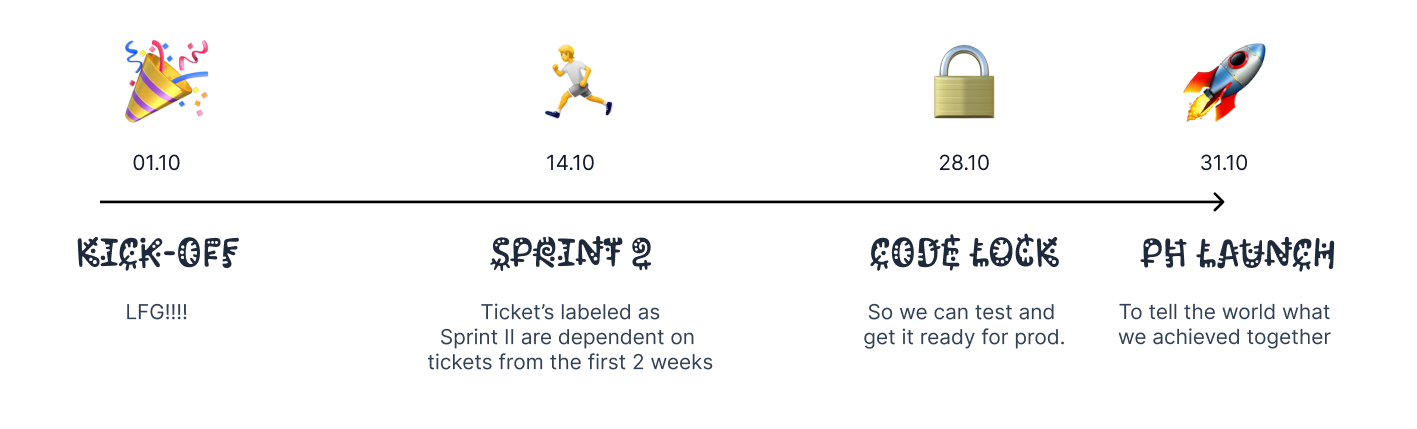 01.10
14.10
28.10
31.10
KICK-OFF
SPRINT 2
CODE LOCK
PH LAUNCH
LFG!!!!
Ticket’s labeled as
Sprint II are dependent on
tickets from the first 2 weeks
So we can test and
get it ready for prod.
To tell the world what
we achieved together